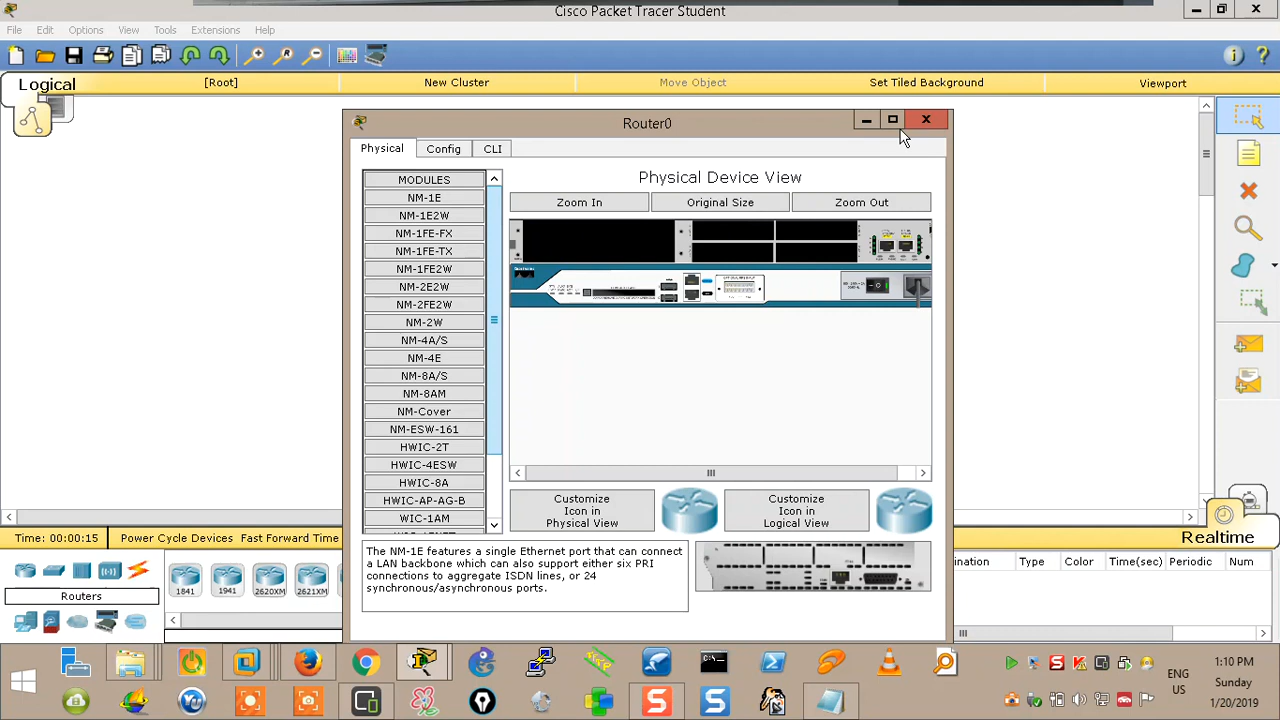 Cisco Packet Tracer Student
File Edit Options View Tools Extensions Help
Logical [Root] New Cluster Move Object Set Tiled Background Viewport
Router0
Physical Config CLI
MODULES
NM-1E
NM-1E2W
NM-1FE-FX
NM-1FE-TX
NM-1FE2W
NM-2E2W
NM-2FE2W
NM-2W
NM-4A/S
NM-4E
NM-8A/S
NM-8AM
NM-Cover
NM-ESW-161
HWIC-2T
HWIC-4ESW
HWIC-8A
HWIC-AP-AG-B
WIC-1AM
Physical Device View
Zoom In Original Size Zoom Out
Customize
Icon in
Physical View
Customize
Icon in
Logical View
The NM-1E features a single Ethernet port that can connect
a LAN backbone which can also support either six PRI
connections to aggregate ISDN lines, or 24
synchronous/asynchronous ports.
Time: 00:00:15 Power Cycle Devices Fast Forward Time
Realtime
Routers
1841 1941 2620XM 2621XM
ination Type Color Time(sec) Periodic Num
ENG
US
1:10 PM
Sunday
1/20/2019